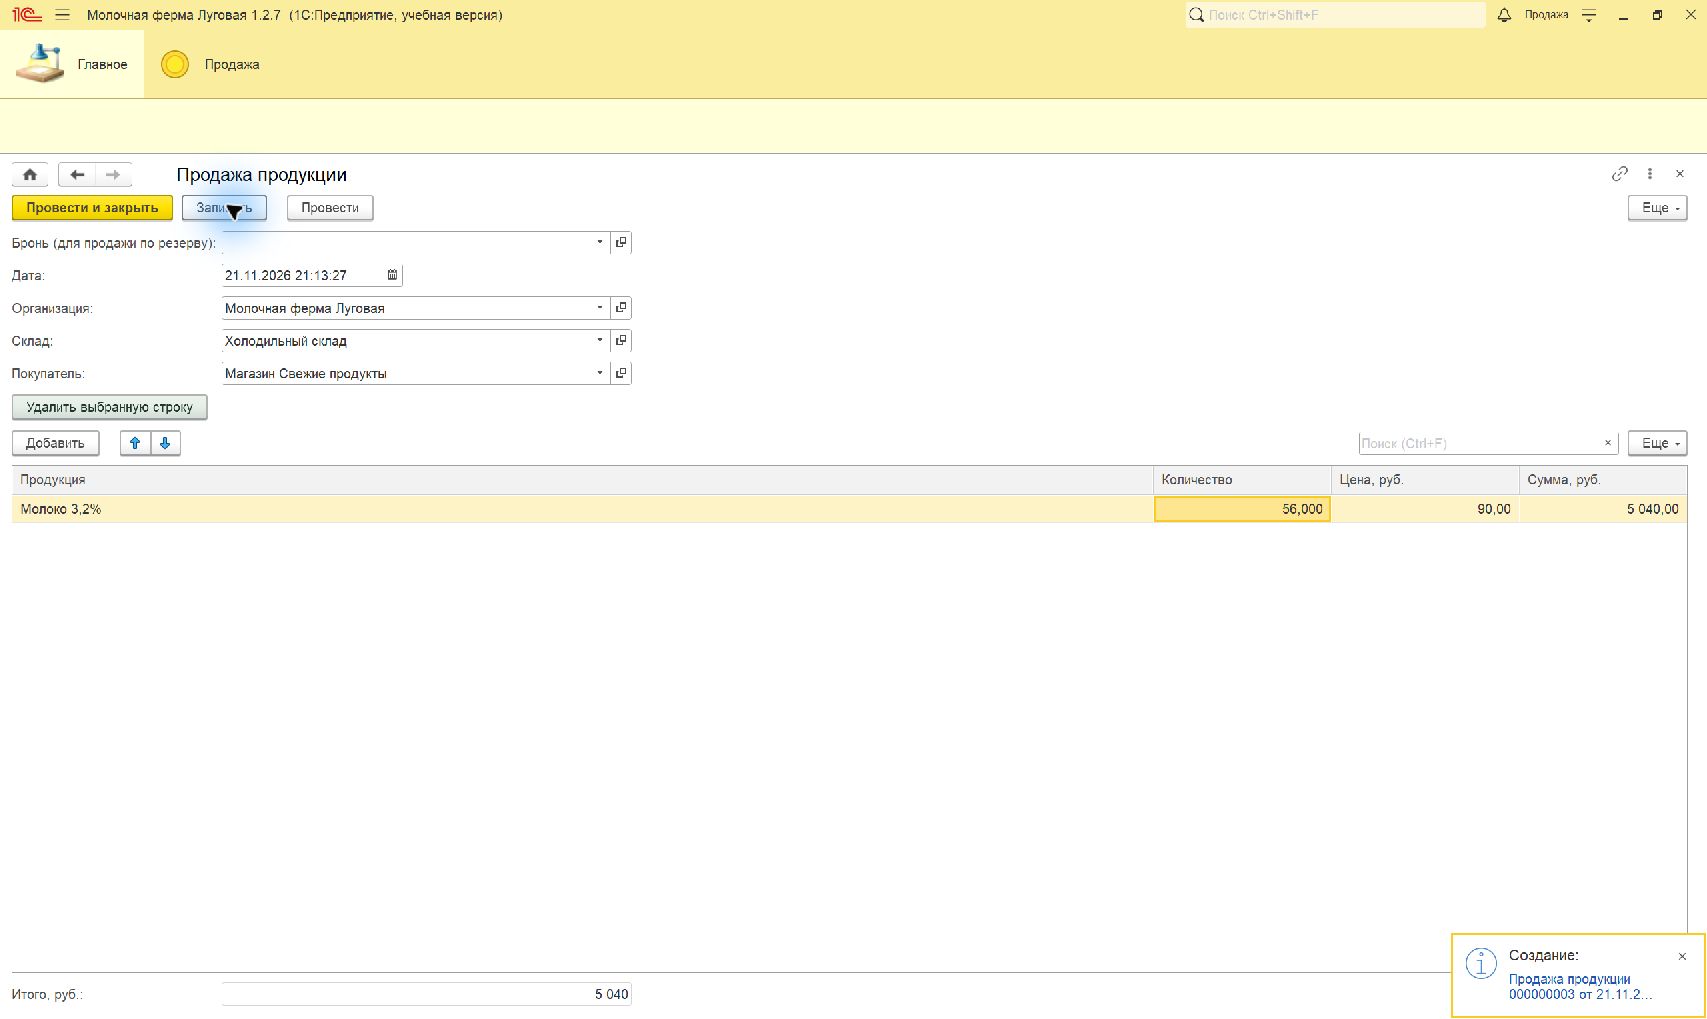 1С Молочная ферма Луговая 1.2.7 (1С:Предприятие, учебная версия) Поиск Ctrl+Shift+F Продажа
Главное Продажа
Продажа продукции
Провести и закрыть Провести Еще
Бронь (для продажи по резерву):
Дата: 21.11.2026 21:13:27
Организация: Молочная ферма Луговая
Склад: Холодильный склад
Покупатель: Магазин Свежие продукты
Удалить выбранную строку
Добавить Поиск (Ctrl+F) Еще
Продукция Количество Цена, руб. Сумма, руб.
Молоко 3,2% 56,000 90,00 5 040,00
Создание:
Продажа продукции
000000003 от 21.11.2...
Итого, руб.: 5 040